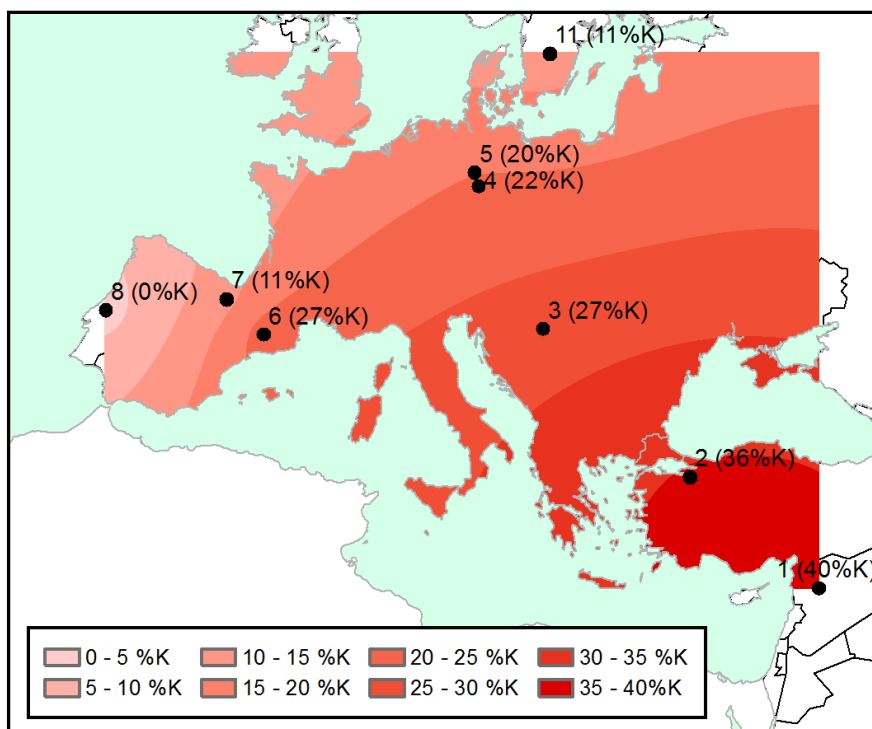 11 (11%K)
5 (20%K)
4 (22%K)
7 (11%K)
8 (0%K)
6 (27%K)
3 (27%K)
2 (36%K)
1 (40%K)
0 - 5 %K
10 - 15 %K
20 - 25 %K
30 - 35 %K
5 - 10 %K
15 - 20 %K
25 - 30 %K
35 - 40%K